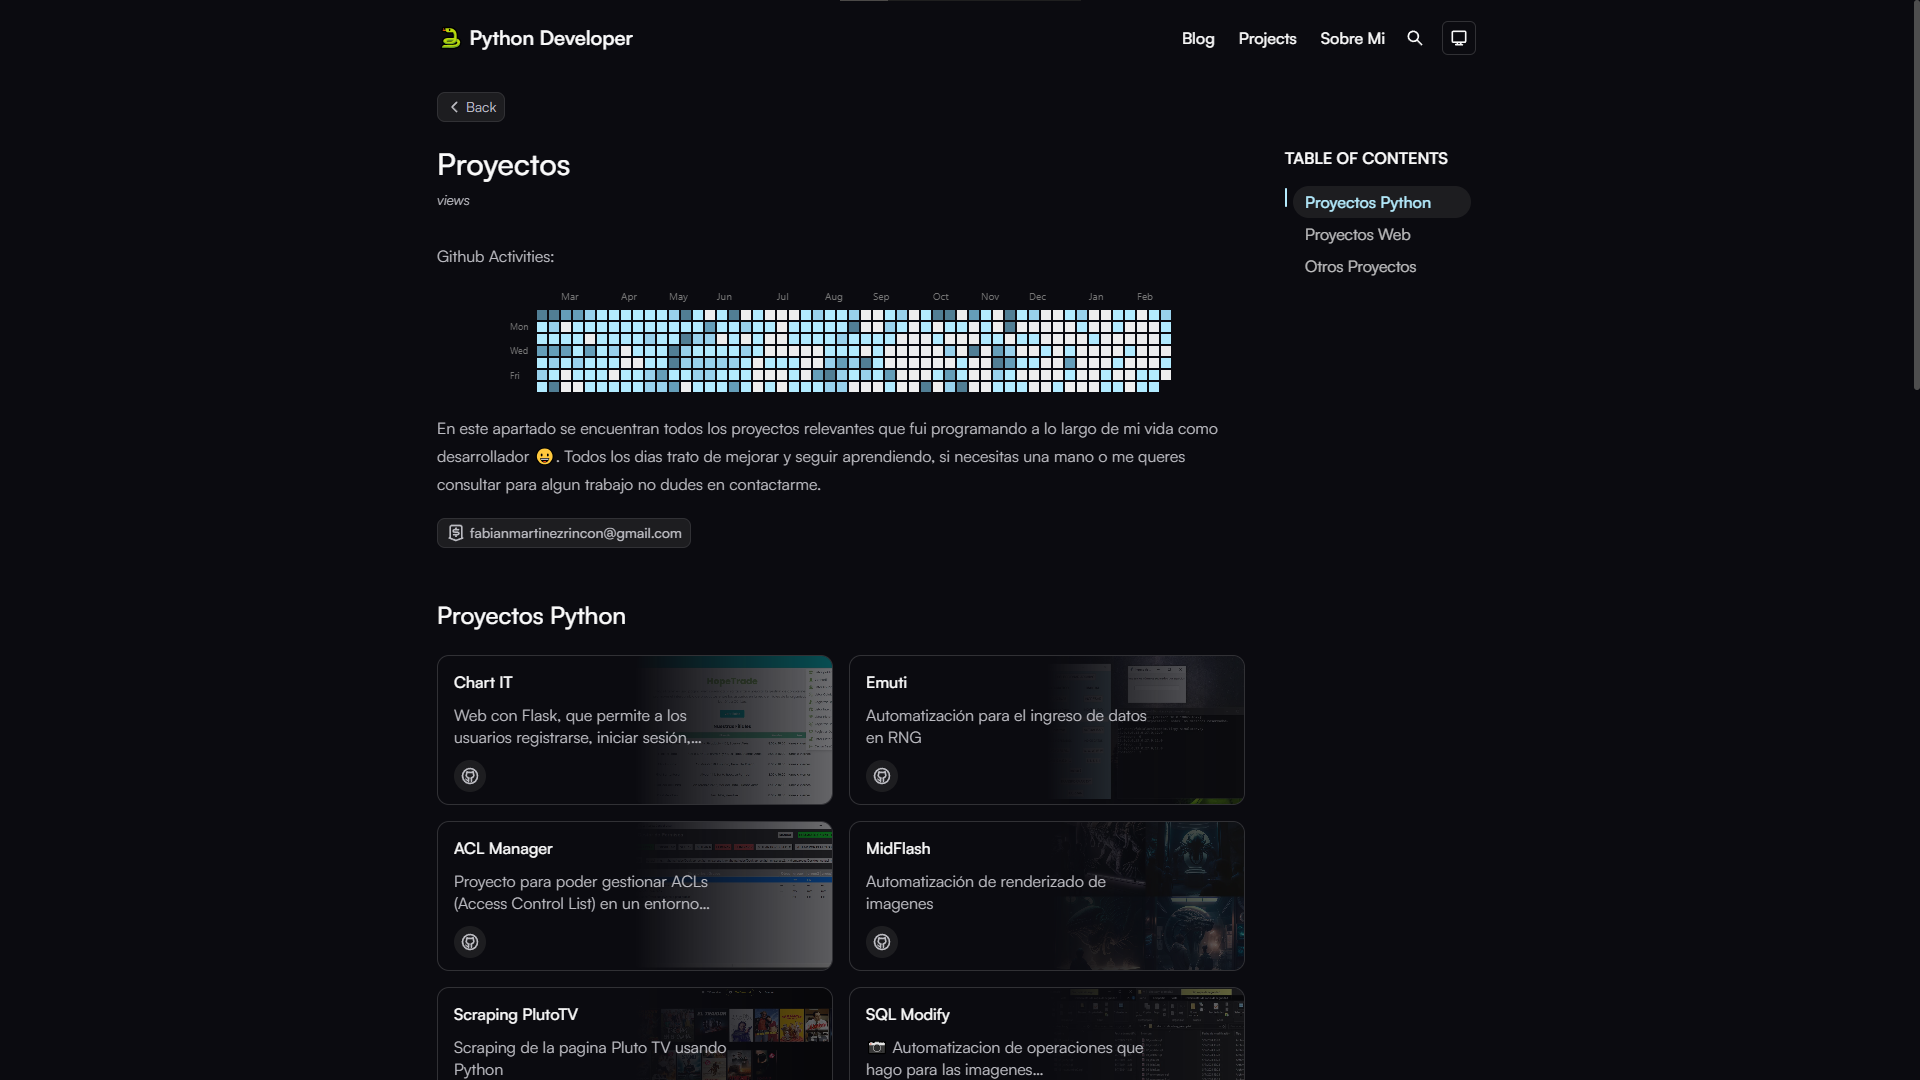 Python Developer
Blog
Projects
Sobre Mi
Back
Proyectos
views
Github Activities:
Mar Apr May Jun Jul Aug Sep Oct Nov Dec Jan Feb
Mon
Wed
Fri
En este apartado se encuentran todos los proyectos relevantes que fui programando a lo largo de mi vida como
desarrollador 😀. Todos los dias trato de mejorar y seguir aprendiendo, si necesitas una mano o me queres
consultar para algun trabajo no dudes en contactarme.
fabianmartinezrincon@gmail.com
TABLE OF CONTENTS
Proyectos Python
Proyectos Web
Otros Proyectos
Proyectos Python
Chart IT
Web con Flask, que permite a los
usuarios registrarse, iniciar sesión,...
Emuti
Automatización para el ingreso de datos
en RNG
ACL Manager
Proyecto para poder gestionar ACLs
(Access Control List) en un entorno...
MidFlash
Automatización de renderizado de
imagenes
Scraping PlutoTV
Scraping de la pagina Pluto TV usando
Python
SQL Modify
📷 Automatizacion de operaciones que
hago para las imagenes...